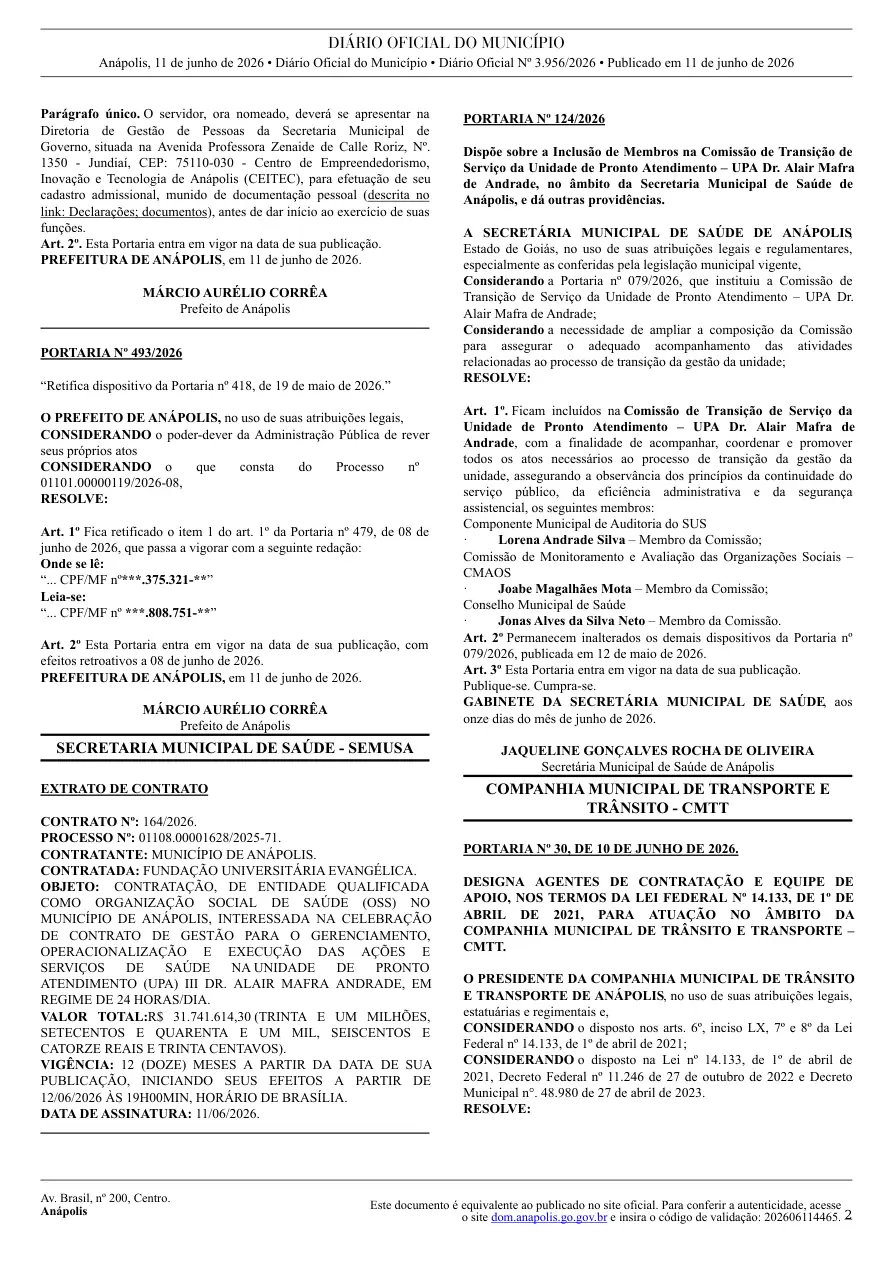 DIÁRIO OFICIAL DO MUNICÍPIO
Anápolis, 11 de junho de 2026 • Diário Oficial do Município • Diário Oficial Nº 3.956/2026 • Publicado em 11 de junho de 2026
Parágrafo único. O servidor, ora nomeado, deverá se apresentar na
Diretoria de Gestão de Pessoas da Secretaria Municipal de
Governo, situada na Avenida Professora Zenaide de Calle Roriz, Nº.
1350 - Jundiaí, CEP: 75110-030 - Centro de Empreendedorismo,
Inovação e Tecnologia de Anápolis (CEITEC), para efetuação de seu
cadastro admissional, munido de documentação pessoal (descrita no
link: Declarações; documentos), antes de dar início ao exercício de suas
funções.
Art. 2º. Esta Portaria entra em vigor na data de sua publicação.
PREFEITURA DE ANÁPOLIS, em 11 de junho de 2026.
MÁRCIO AURÉLIO CORRÊA
Prefeito de Anápolis
PORTARIA Nº 493/2026
“Retifica dispositivo da Portaria nº 418, de 19 de maio de 2026.”
O PREFEITO DE ANÁPOLIS, no uso de suas atribuições legais,
CONSIDERANDO o poder-dever da Administração Pública de rever
seus próprios atos
CONSIDERANDO o que consta do Processo nº
01101.00000119/2026-08,
RESOLVE:
Art. 1º Fica retificado o item 1 do art. 1º da Portaria nº 479, de 08 de
junho de 2026, que passa a vigorar com a seguinte redação:
Onde se lê:
“... CPF/MF nº***.375.321-**”
Leia-se:
“... CPF/MF nº ***.808.751-**”
Art. 2º Esta Portaria entra em vigor na data de sua publicação, com
efeitos retroativos a 08 de junho de 2026.
PREFEITURA DE ANÁPOLIS, em 11 de junho de 2026.
MÁRCIO AURÉLIO CORRÊA
Prefeito de Anápolis
SECRETARIA MUNICIPAL DE SAÚDE - SEMUSA
EXTRATO DE CONTRATO
CONTRATO Nº: 164/2026.
PROCESSO Nº: 01108.00001628/2025-71.
CONTRATANTE: MUNICÍPIO DE ANÁPOLIS.
CONTRATADA: FUNDAÇÃO UNIVERSITÁRIA EVANGÉLICA.
OBJETO: CONTRATAÇÃO, DE ENTIDADE QUALIFICADA
COMO ORGANIZAÇÃO SOCIAL DE SAÚDE (OSS) NO
MUNICÍPIO DE ANÁPOLIS, INTERESSADA NA CELEBRAÇÃO
DE CONTRATO DE GESTÃO PARA O GERENCIAMENTO,
OPERACIONALIZAÇÃO E EXECUÇÃO DAS AÇÕES E
SERVIÇOS DE SAÚDE NA UNIDADE DE PRONTO
ATENDIMENTO (UPA) III DR. ALAIR MAFRA ANDRADE, EM
REGIME DE 24 HORAS/DIA.
VALOR TOTAL:R$ 31.741.614,30 (TRINTA E UM MILHÕES,
SETECENTOS E QUARENTA E UM MIL, SEISCENTOS E
CATORZE REAIS E TRINTA CENTAVOS).
VIGÊNCIA: 12 (DOZE) MESES A PARTIR DA DATA DE SUA
PUBLICAÇÃO, INICIANDO SEUS EFEITOS A PARTIR DE
12/06/2026 ÀS 19H00MIN, HORÁRIO DE BRASÍLIA.
DATA DE ASSINATURA: 11/06/2026.
PORTARIA Nº 124/2026
Dispõe sobre a Inclusão de Membros na Comissão de Transição de
Serviço da Unidade de Pronto Atendimento – UPA Dr. Alair Mafra
de Andrade, no âmbito da Secretaria Municipal de Saúde de
Anápolis, e dá outras providências.
A SECRETÁRIA MUNICIPAL DE SAÚDE DE ANÁPOLIS,
Estado de Goiás, no uso de suas atribuições legais e regulamentares,
especialmente as conferidas pela legislação municipal vigente,
Considerando a Portaria nº 079/2026, que instituiu a Comissão de
Transição de Serviço da Unidade de Pronto Atendimento – UPA Dr.
Alair Mafra de Andrade;
Considerando a necessidade de ampliar a composição da Comissão
para assegurar o adequado acompanhamento das atividades
relacionadas ao processo de transição da gestão da unidade;
RESOLVE:
Art. 1º. Ficam incluídos na Comissão de Transição de Serviço da
Unidade de Pronto Atendimento – UPA Dr. Alair Mafra de
Andrade, com a finalidade de acompanhar, coordenar e promover
todos os atos necessários ao processo de transição da gestão da
unidade, assegurando a observância dos princípios da continuidade do
serviço público, da eficiência administrativa e da segurança
assistencial, os seguintes membros:
Componente Municipal de Auditoria do SUS
· Lorena Andrade Silva – Membro da Comissão;
Comissão de Monitoramento e Avaliação das Organizações Sociais –
CMAOS
· Joabe Magalhães Mota – Membro da Comissão;
Conselho Municipal de Saúde
· Jonas Alves da Silva Neto – Membro da Comissão.
Art. 2º Permanecem inalterados os demais dispositivos da Portaria nº
079/2026, publicada em 12 de maio de 2026.
Art. 3º Esta Portaria entra em vigor na data de sua publicação.
Publique-se. Cumpra-se.
GABINETE DA SECRETÁRIA MUNICIPAL DE SAÚDE, aos
onze dias do mês de junho de 2026.
JAQUELINE GONÇALVES ROCHA DE OLIVEIRA
Secretária Municipal de Saúde de Anápolis
COMPANHIA MUNICIPAL DE TRANSPORTE E
TRÂNSITO - CMTT
PORTARIA Nº 30, DE 10 DE JUNHO DE 2026.
DESIGNA AGENTES DE CONTRATAÇÃO E EQUIPE DE
APOIO, NOS TERMOS DA LEI FEDERAL Nº 14.133, DE 1º DE
ABRIL DE 2021, PARA ATUAÇÃO NO ÂMBITO DA
COMPANHIA MUNICIPAL DE TRÂNSITO E TRANSPORTE –
CMTT.
O PRESIDENTE DA COMPANHIA MUNICIPAL DE TRÂNSITO
E TRANSPORTE DE ANÁPOLIS, no uso de suas atribuições legais,
estatuárias e regimentais e,
CONSIDERANDO o disposto nos arts. 6º, inciso LX, 7º e 8º da Lei
Federal nº 14.133, de 1º de abril de 2021;
CONSIDERANDO o disposto na Lei nº 14.133, de 1º de abril de
2021, Decreto Federal nº 11.246 de 27 de outubro de 2022 e Decreto
Municipal n°. 48.980 de 27 de abril de 2023.
RESOLVE:
Av. Brasil, nº 200, Centro.
Anápolis
Este documento é equivalente ao publicado no site oficial. Para conferir a autenticidade, acesse
o site dom.anapolis.go.gov.br e insira o código de validação: 202606114465. 2